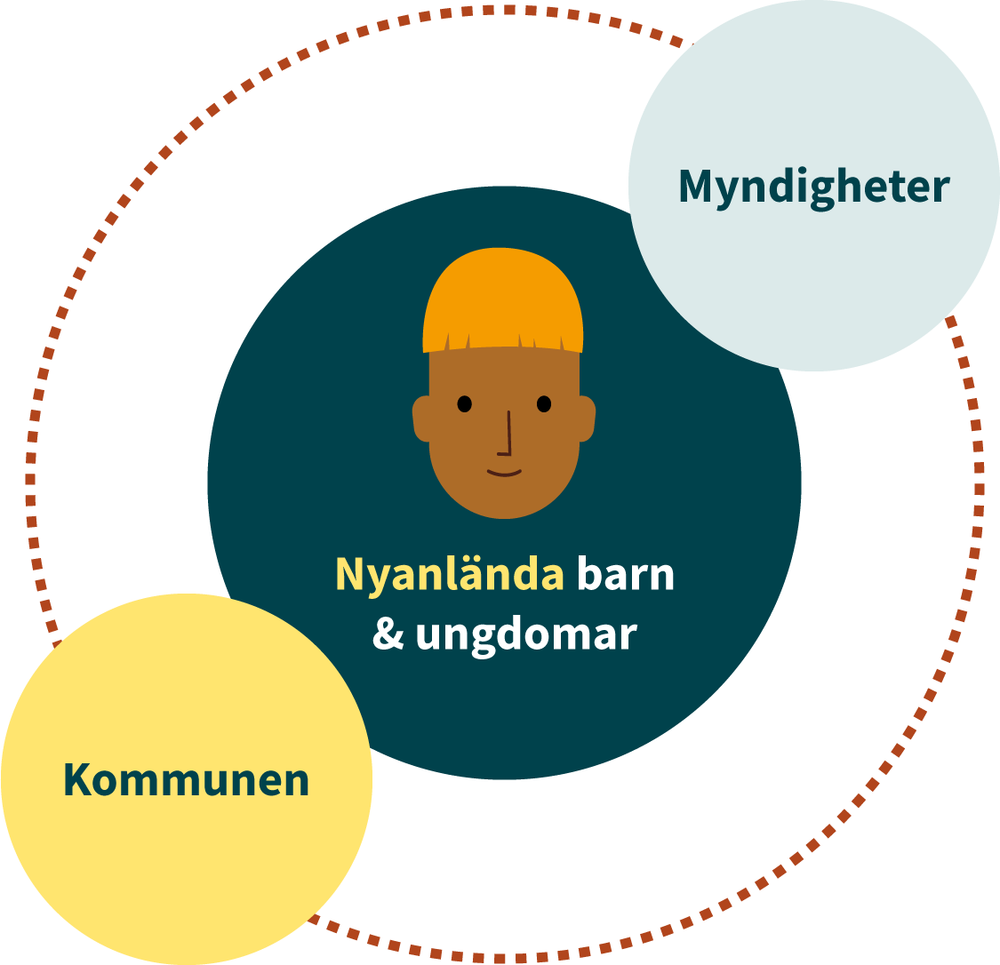 Myndigheter
Nyanlända barn
& ungdomar
Kommunen